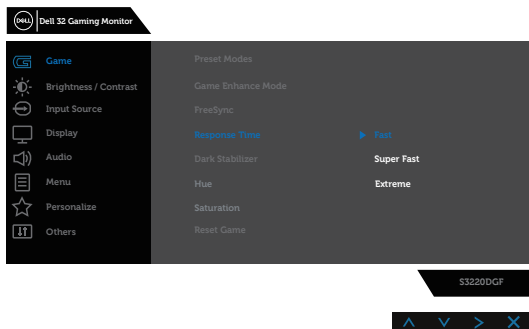 DELL Dell 32 Gaming Monitor
Game
Brightness / Contrast
Input Source
Display
Audio
Menu
Personalize
Others
Preset Modes
Game Enhance Mode
FreeSync
Response Time
Dark Stabilizer
Hue
Saturation
Reset Game
Fast
Super Fast
Extreme
S3220DGF